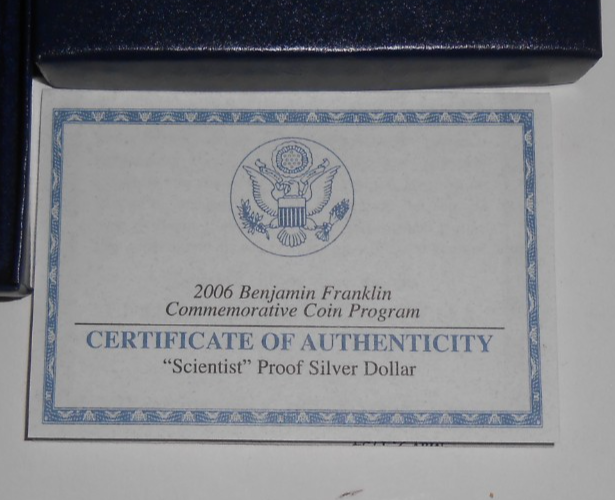 2006 Benjamin Franklin
Commemorative Coin Program
CERTIFICATE OF AUTHENTICITY
“Scientist” Proof Silver Dollar